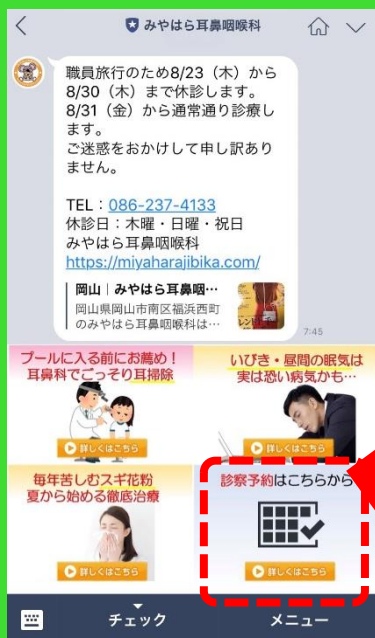 みやはら耳鼻咽喉科
職員旅行のため8/23（木）から
8/30（木）まで休診します。
8/31（金）から通常通り診療し
ます。
ご迷惑をおかけして申し訳あり
ません。
TEL：086-237-4133
休診日：木曜・日曜・祝日
みやはら耳鼻咽喉科
https://miyaharajibika.com/
岡山｜みやはら耳鼻咽…
岡山県岡山市南区福浜西町
のみやはら耳鼻咽喉科は…
7:45
プールに入る前にお薦め！
耳鼻科でごっそり耳掃除
詳しくはこちら
いびき・昼間の眠気は
実は恐い病気かも…
詳しくはこちら
毎年苦しむスギ花粉
夏から始める徹底治療
詳しくはこちら
診察予約はこちらから
詳しくはこちら
チェック
メニュー